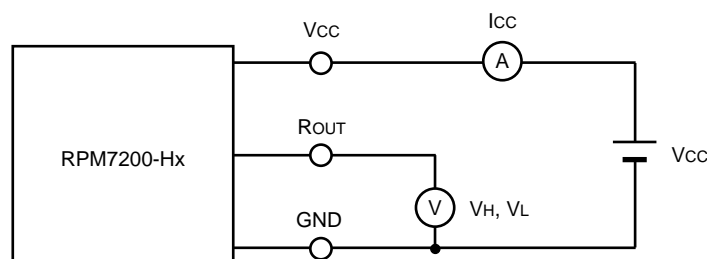 ICC
VCC
A
ROUT
RPM7200-Hx
VCC
V
VH, VL
GND